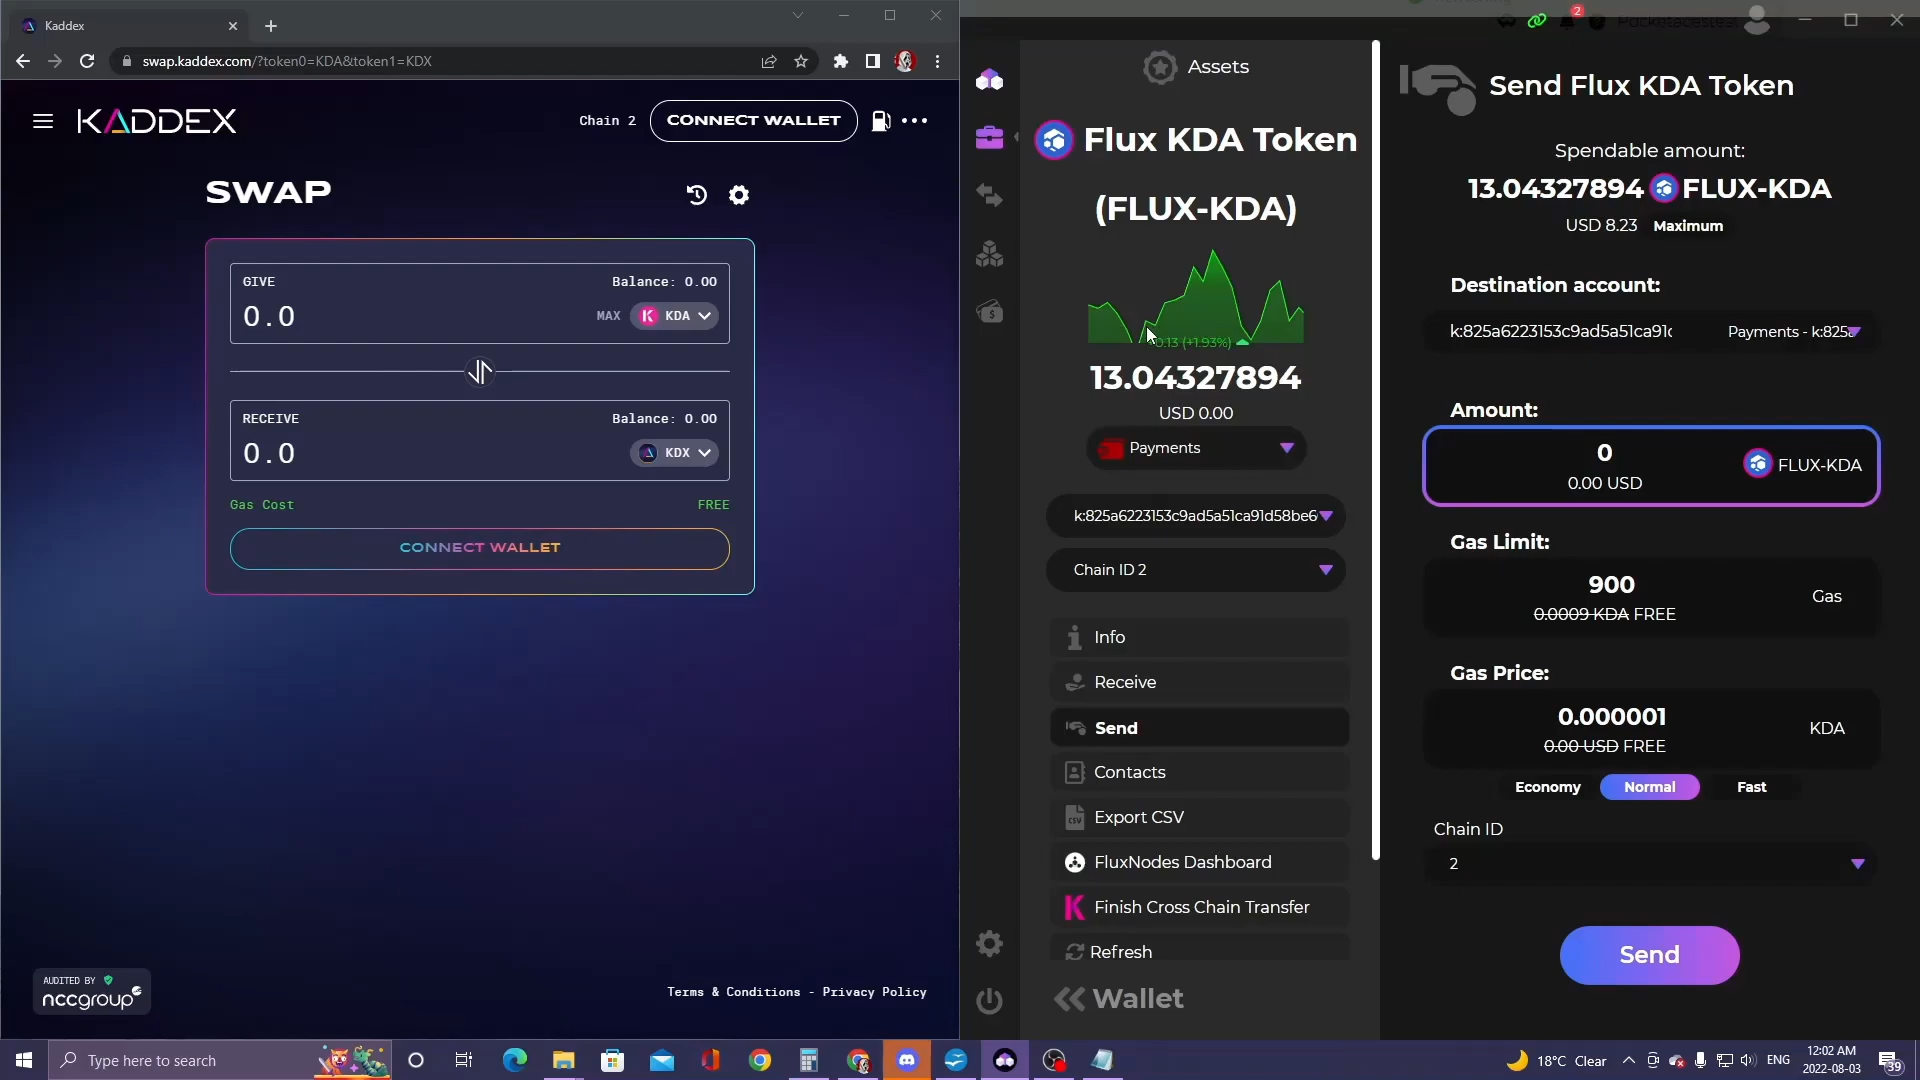 Kaddex
swap.kaddex.com/?token0=KDA&token1=KDX
KADDEX
Chain 2
CONNECT WALLET
SWAP
GIVE
Balance: 0.00
0.0
MAX
KDA
RECEIVE
Balance: 0.00
0.0
KDX
Gas Cost
FREE
CONNECT WALLET
AUDITED BY
nccgroup
Terms & Conditions - Privacy Policy
2
Assets
Flux KDA Token
(FLUX-KDA)
0.13 (+1.93%)
13.04327894
USD 0.00
Payments
k:825a6223153c9ad5a51ca91d58be6
Chain ID 2
Info
Receive
Send
Contacts
Export CSV
FluxNodes Dashboard
Finish Cross Chain Transfer
Refresh
Wallet
Send Flux KDA Token
Spendable amount:
13.04327894 FLUX-KDA
USD 8.23 Maximum
Destination account:
k:825a6223153c9ad5a51ca91c
Payments - k:825a
Amount:
0
0.00 USD
FLUX-KDA
Gas Limit:
900
0.0009 KDA FREE
Gas
Gas Price:
0.000001
0.00 USD FREE
KDA
Economy Normal Fast
Chain ID
2
Send
Type here to search
18°C Clear
ENG
12:02 AM
2022-08-03
39